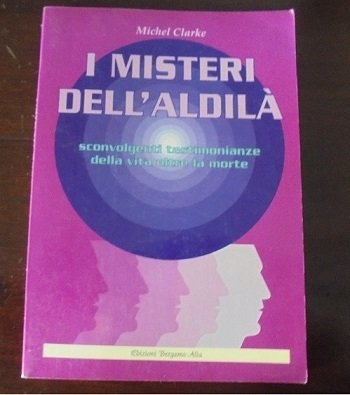 Michel Clarke
I MISTERI
DELL'ALDILÀ
sconvolgenti testimonianze
della vita oltre la morte
Edizioni Bergamo Alta